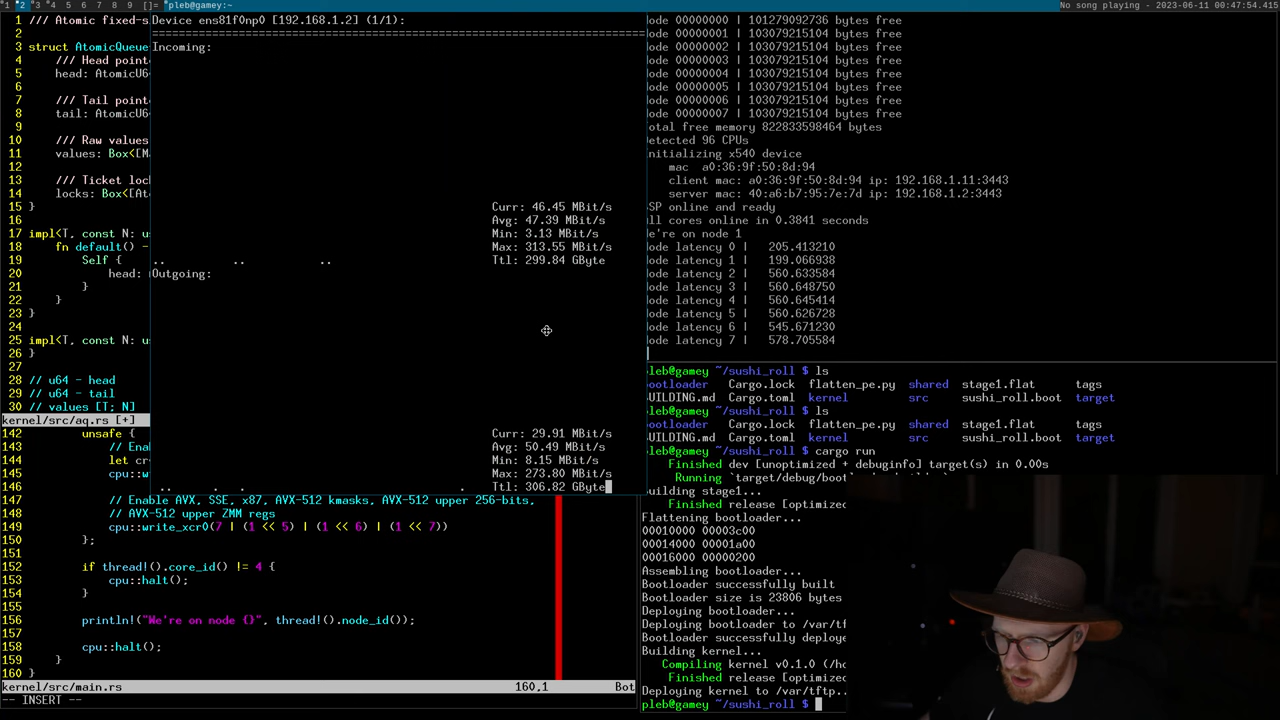 1 2 3 4 5 6 7 8 9 []= pleb@gamey:
No song playing - 2023-06-11 00:47:54.415
1 /// Atomic fixed-s
2
3 struct AtomicQueue
4 /// Head point
5 head: AtomicU6
6
7 /// Tail point
8 tail: AtomicU6
9
10 /// Raw values
11 values: Box<[M
12
13 /// Ticket lock
14 locks: Box<[Ato
15 }
16
17 impl<T, const N: us
18 fn default() -
19 Self {
20 head:
21 }
22 }
23 }
24
25 impl<T, const N: us
26 }
27
28 // u64 - head
29 // u64 - tail
30 // values [T; N]
kernel/src/aq.rs [+]
142 unsafe {
143 // Enab
144 let cr
145 cpu::w
146
147 // Enable AVX, SSE, x87, AVX-512 kmasks, AVX-512 upper 256-bits,
148 // AVX-512 upper ZMM regs
149 cpu::write_xcr0(7 | (1 << 5) | (1 << 6) | (1 << 7))
150 };
151
152 if thread!().core_id() != 4 {
153 cpu::halt();
154 }
155
156 println!("We're on node {}", thread!().node_id());
157
158 cpu::halt();
159 }
160 }
kernel/src/main.rs 160,1 Bot
-- INSERT --
Device ens81f0np0 [192.168.1.2] (1/1):
================================================================
Incoming:
Curr: 46.45 MBit/s
Avg: 47.39 MBit/s
Min: 3.13 MBit/s
Max: 313.55 MBit/s
.. .. .. Ttl: 299.84 GByte
Outgoing:
Curr: 29.91 MBit/s
Avg: 50.49 MBit/s
Min: 8.15 MBit/s
Max: 273.80 MBit/s
.. . . . Ttl: 306.82 GByte
ode 00000000 | 101279092736 bytes free
ode 00000001 | 103079215104 bytes free
ode 00000002 | 103079215104 bytes free
ode 00000003 | 103079215104 bytes free
ode 00000004 | 103079215104 bytes free
ode 00000005 | 103079215104 bytes free
ode 00000006 | 103079215104 bytes free
ode 00000007 | 103079215104 bytes free
otal free memory 822833598464 bytes
etected 96 CPUs
nitializing x540 device
mac a0:36:9f:50:8d:94
client mac: a0:36:9f:50:8d:94 ip: 192.168.1.11:3443
server mac: 40:a6:b7:95:7e:7d ip: 192.168.1.2:3443
SP online and ready
ll cores online in 0.3841 seconds
e're on node 1
ode latency 0 | 205.413210
ode latency 1 | 199.066938
ode latency 2 | 560.633584
ode latency 3 | 560.648750
ode latency 4 | 560.645414
ode latency 5 | 560.626728
ode latency 6 | 545.671230
ode latency 7 | 578.705584
pleb@gamey ~/sushi_roll $ ls
bootloader Cargo.lock flatten_pe.py shared stage1.flat tags
BUILDING.md Cargo.toml kernel src sushi_roll.boot target
pleb@gamey ~/sushi_roll $ ls
bootloader Cargo.lock flatten_pe.py shared stage1.flat tags
BUILDING.md Cargo.toml kernel src sushi_roll.boot target
pleb@gamey ~/sushi_roll $ cargo run
Finished dev [unoptimized + debuginfo] target(s) in 0.00s
Running `target/debug/boot
Building stage1...
Finished release [optimized
Flattening bootloader...
00010000 00003c00
00014000 00001a00
00016000 00000200
Assembling bootloader...
Bootloader successfully built
Bootloader size is 23806 bytes
Deploying bootloader...
Deploying bootloader to /var/tf
Bootloader successfully deploye
Building kernel...
Compiling kernel v0.1.0 (/ho
Finished release [optimized
Deploying kernel to /var/tftp..
pleb@gamey ~/sushi_roll $